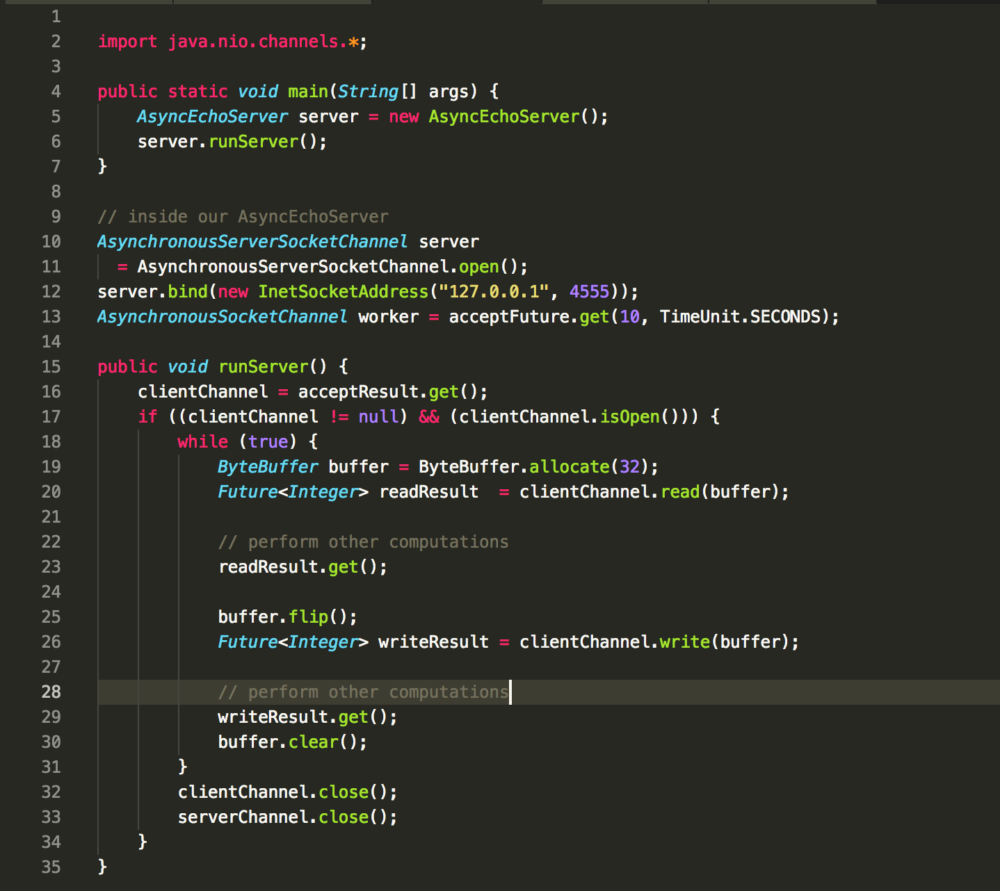 1
2 import java.nio.channels.*;
3
4 public static void main(String[] args) {
5     AsyncEchoServer server = new AsyncEchoServer();
6     server.runServer();
7 }
8
9 // inside our AsyncEchoServer
10 AsynchronousServerSocketChannel server
11   = AsynchronousServerSocketChannel.open();
12 server.bind(new InetSocketAddress("127.0.0.1", 4555));
13 AsynchronousSocketChannel worker = acceptFuture.get(10, TimeUnit.SECONDS);
14
15 public void runServer() {
16     clientChannel = acceptResult.get();
17     if ((clientChannel != null) && (clientChannel.isOpen())) {
18         while (true) {
19             ByteBuffer buffer = ByteBuffer.allocate(32);
20             Future<Integer> readResult  = clientChannel.read(buffer);
21
22             // perform other computations
23             readResult.get();
24
25             buffer.flip();
26             Future<Integer> writeResult = clientChannel.write(buffer);
27
28             // perform other computations
29             writeResult.get();
30             buffer.clear();
31         }
32         clientChannel.close();
33         serverChannel.close();
34     }
35 }